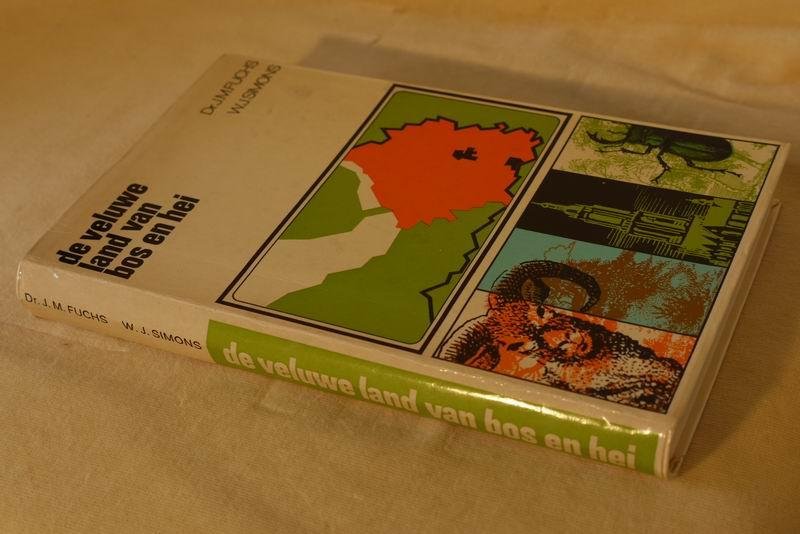 Dr. J.M FUCHS
W.J. SIMONS
de veluwe
land van
bos en hei
Dr. J. M. FUCHS W. J. SIMONS
de veluwe land van bos en hei